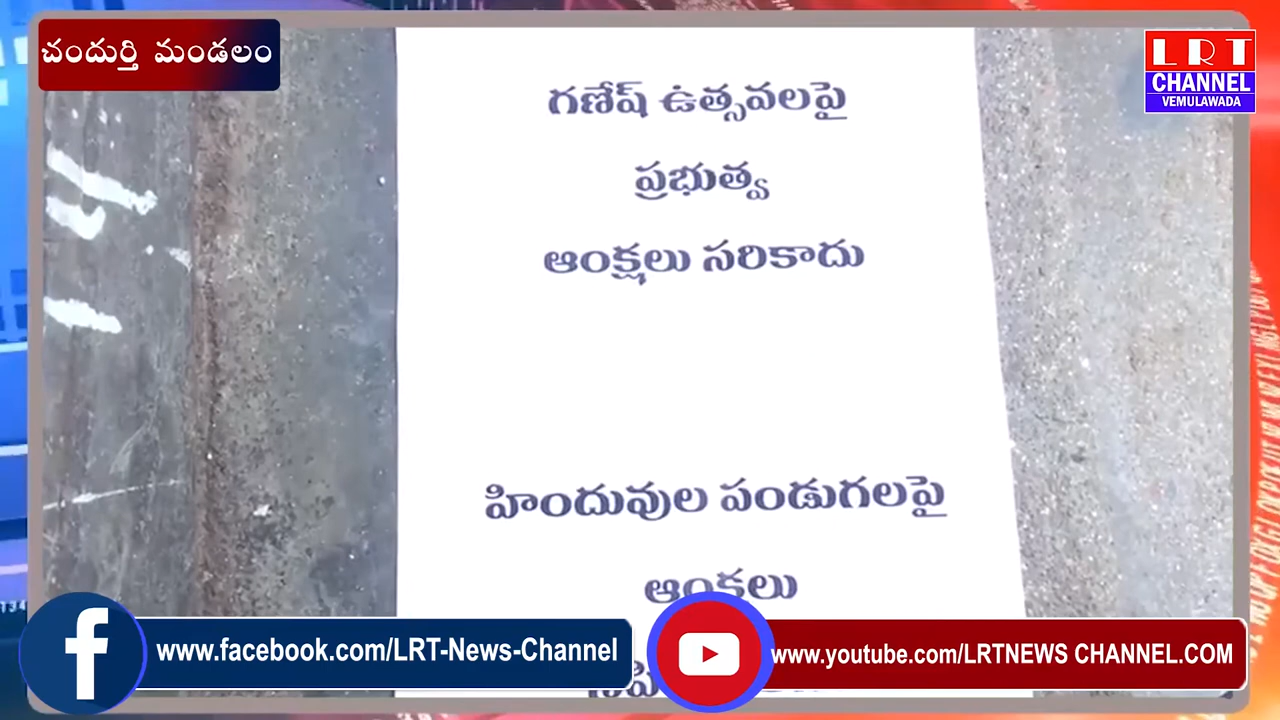 చందుర్తి మండలం
LRT
CHANNEL
VEMULAWADA
గణేష్ ఉత్సవలపై
ప్రభుత్వ
ఆంక్షలు సరికాదు
హిందువుల పండుగలపై
ఆంక్షలు
www.facebook.com/LRT-News-Channel
www.youtube.com/LRTNEWS CHANNEL.COM